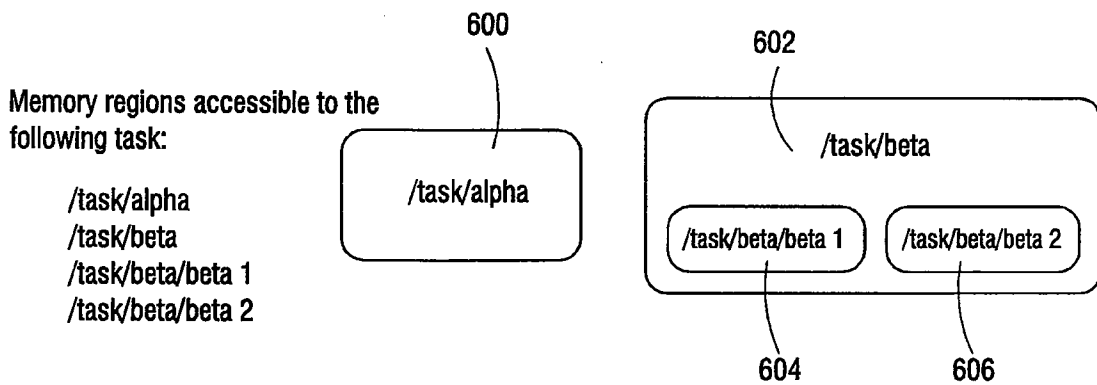 600
602
Memory regions accessible to the
following task:
/task/alpha
/task/beta
/task/beta/beta 1
/task/beta/beta 2
/task/alpha
/task/beta
/task/beta/beta 1
/task/beta/beta 2
604
606